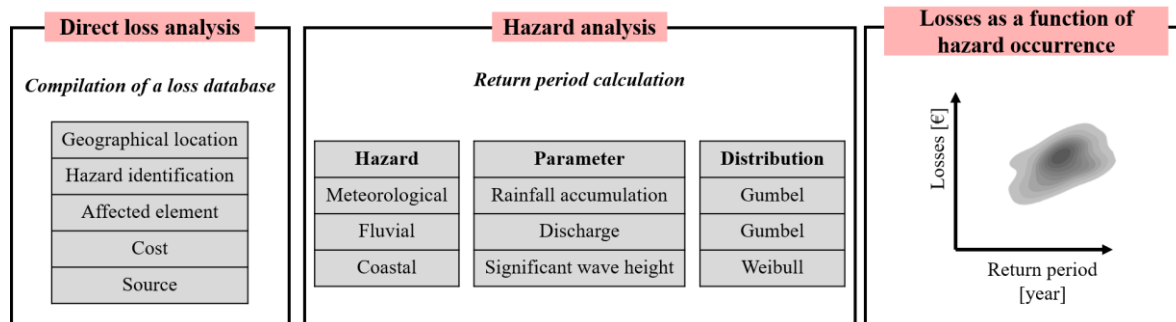 Direct loss analysis
Compilation of a loss database
Geographical location
Hazard identification
Affected element
Cost
Source
Hazard analysis
Return period calculation
Hazard Parameter Distribution
Meteorological Rainfall accumulation Gumbel
Fluvial Discharge Gumbel
Coastal Significant wave height Weibull
Losses as a function of
hazard occurrence
Losses [€]
Return period
[year]